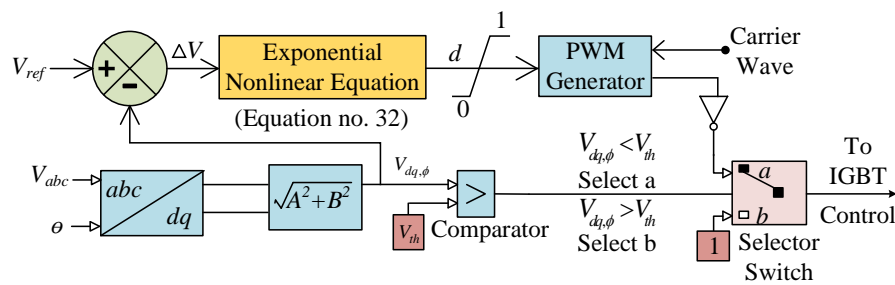 V_ref
+
-
ΔV
Exponential
Nonlinear Equation
(Equation no. 32)
d
1
0
PWM
Generator
Carrier
Wave
V_abc
θ
abc
dq
√A²+B²
V_dq,ϕ
V_th
>
Comparator
V_dq,ϕ <V_th
Select a
V_dq,ϕ >V_th
Select b
a
b
1
Selector
Switch
To
IGBT
Control